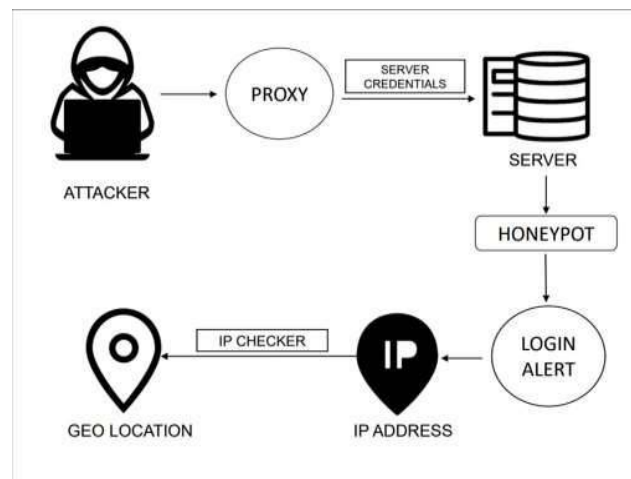 PROXY
SERVER
CREDENTIALS
SERVER
ATTACKER
HONEYPOT
LOGIN
ALERT
IP
IP CHECKER
IP ADDRESS
GEO LOCATION